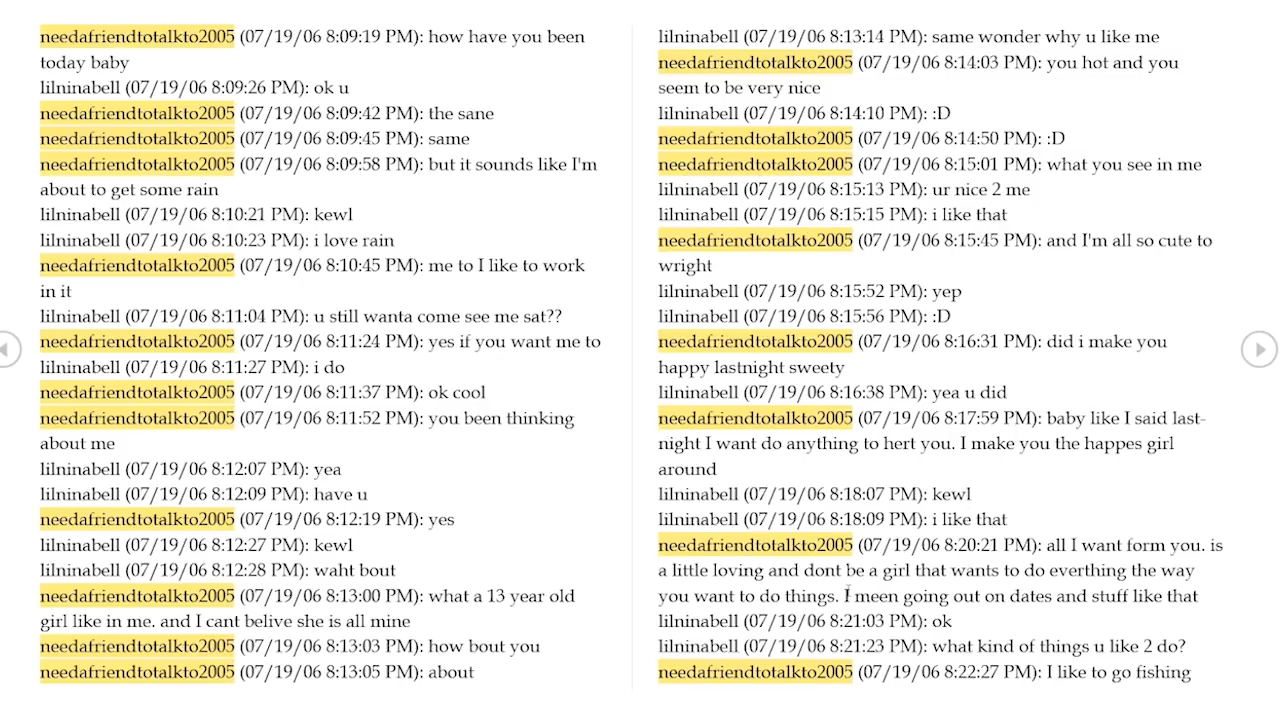 needafriendtotalkto2005 (07/19/06 8:09:19 PM): how have you been
today baby
lilninabell (07/19/06 8:09:26 PM): ok u
needafriendtotalkto2005 (07/19/06 8:09:42 PM): the sane
needafriendtotalkto2005 (07/19/06 8:09:45 PM): same
needafriendtotalkto2005 (07/19/06 8:09:58 PM): but it sounds like I'm
about to get some rain
lilninabell (07/19/06 8:10:21 PM): kewl
lilninabell (07/19/06 8:10:23 PM): i love rain
needafriendtotalkto2005 (07/19/06 8:10:45 PM): me to I like to work
in it
lilninabell (07/19/06 8:11:04 PM): u still wanta come see me sat??
needafriendtotalkto2005 (07/19/06 8:11:24 PM): yes if you want me to
lilninabell (07/19/06 8:11:27 PM): i do
needafriendtotalkto2005 (07/19/06 8:11:37 PM): ok cool
needafriendtotalkto2005 (07/19/06 8:11:52 PM): you been thinking
about me
lilninabell (07/19/06 8:12:07 PM): yea
lilninabell (07/19/06 8:12:09 PM): have u
needafriendtotalkto2005 (07/19/06 8:12:19 PM): yes
lilninabell (07/19/06 8:12:27 PM): kewl
lilninabell (07/19/06 8:12:28 PM): waht bout
needafriendtotalkto2005 (07/19/06 8:13:00 PM): what a 13 year old
girl like in me. and I cant belive she is all mine
needafriendtotalkto2005 (07/19/06 8:13:03 PM): how bout you
needafriendtotalkto2005 (07/19/06 8:13:05 PM): about
lilninabell (07/19/06 8:13:14 PM): same wonder why u like me
needafriendtotalkto2005 (07/19/06 8:14:03 PM): you hot and you
seem to be very nice
lilninabell (07/19/06 8:14:10 PM): :D
needafriendtotalkto2005 (07/19/06 8:14:50 PM): :D
needafriendtotalkto2005 (07/19/06 8:15:01 PM): what you see in me
lilninabell (07/19/06 8:15:13 PM): ur nice 2 me
lilninabell (07/19/06 8:15:15 PM): i like that
needafriendtotalkto2005 (07/19/06 8:15:45 PM): and I'm all so cute to
wright
lilninabell (07/19/06 8:15:52 PM): yep
lilninabell (07/19/06 8:15:56 PM): :D
needafriendtotalkto2005 (07/19/06 8:16:31 PM): did i make you
happy lastnight sweety
lilninabell (07/19/06 8:16:38 PM): yea u did
needafriendtotalkto2005 (07/19/06 8:17:59 PM): baby like I said last-
night I want do anything to hert you. I make you the happes girl
around
lilninabell (07/19/06 8:18:07 PM): kewl
lilninabell (07/19/06 8:18:09 PM): i like that
needafriendtotalkto2005 (07/19/06 8:20:21 PM): all I want form you. is
a little loving and dont be a girl that wants to do everthing the way
you want to do things. I meen going out on dates and stuff like that
lilninabell (07/19/06 8:21:03 PM): ok
lilninabell (07/19/06 8:21:23 PM): what kind of things u like 2 do?
needafriendtotalkto2005 (07/19/06 8:22:27 PM): I like to go fishing